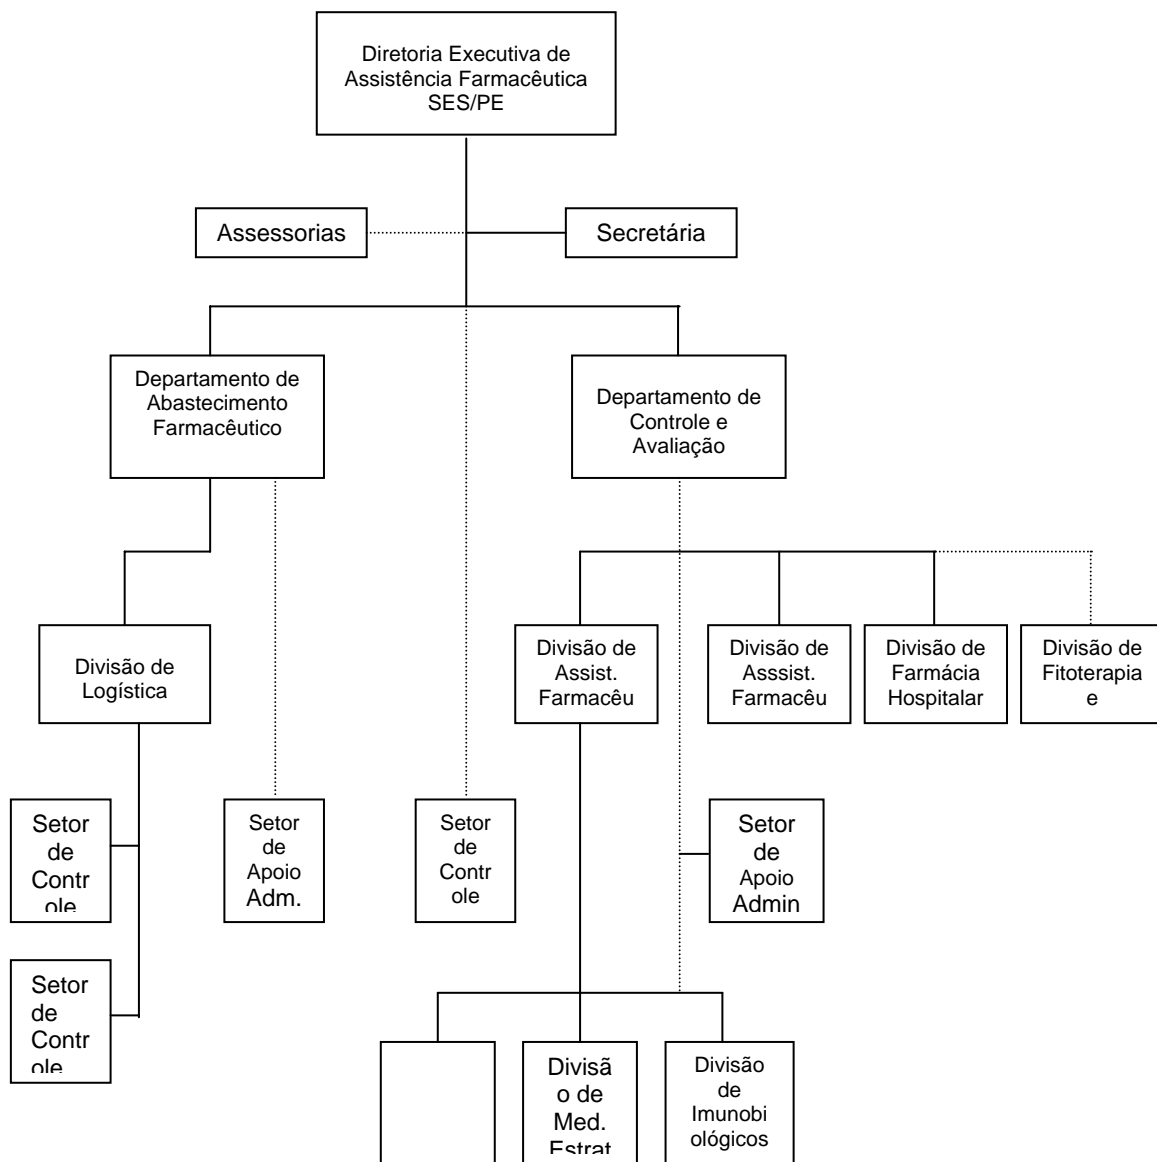 Diretoria Executiva de
Assistência Farmacêutica
SES/PE
Assessorias
Secretária
Departamento de
Abastecimento
Farmacêutico
Departamento de
Controle e
Avaliação
Divisão de
Logística
Divisão de
Assist.
Farmacêu
Divisão de
Asssist.
Farmacêu
Divisão de
Farmácia
Hospitalar
Divisão de
Fitoterapia
e
Setor
de
Contr
ole
Setor
de
Apoio
Adm.
Setor
de
Contr
ole
Setor
de
Apoio
Admin
Setor
de
Contr
ole
Divisã
o de
Med.
Estrat
Divisão
de
Imunobi
ológicos